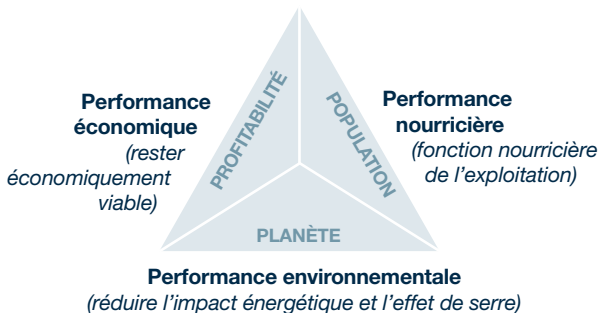 Performance
économique
(rester
économiquement
viable)
PROFITABILITÉ
POPULATION
Performance
nourricière
(fonction nourricière
de l’exploitation)
PLANÈTE
Performance environnementale
(réduire l’impact énergétique et l’effet de serre)